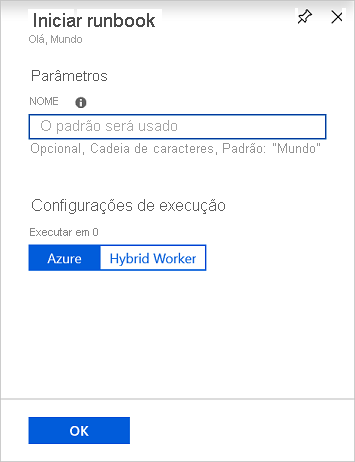 Iniciar runbook
Olá, Mundo
Parâmetros
NOME
O padrão será usado
Opcional, Cadeia de caracteres, Padrão: "Mundo"
Configurações de execução
Executar em 0
Azure Hybrid Worker
OK